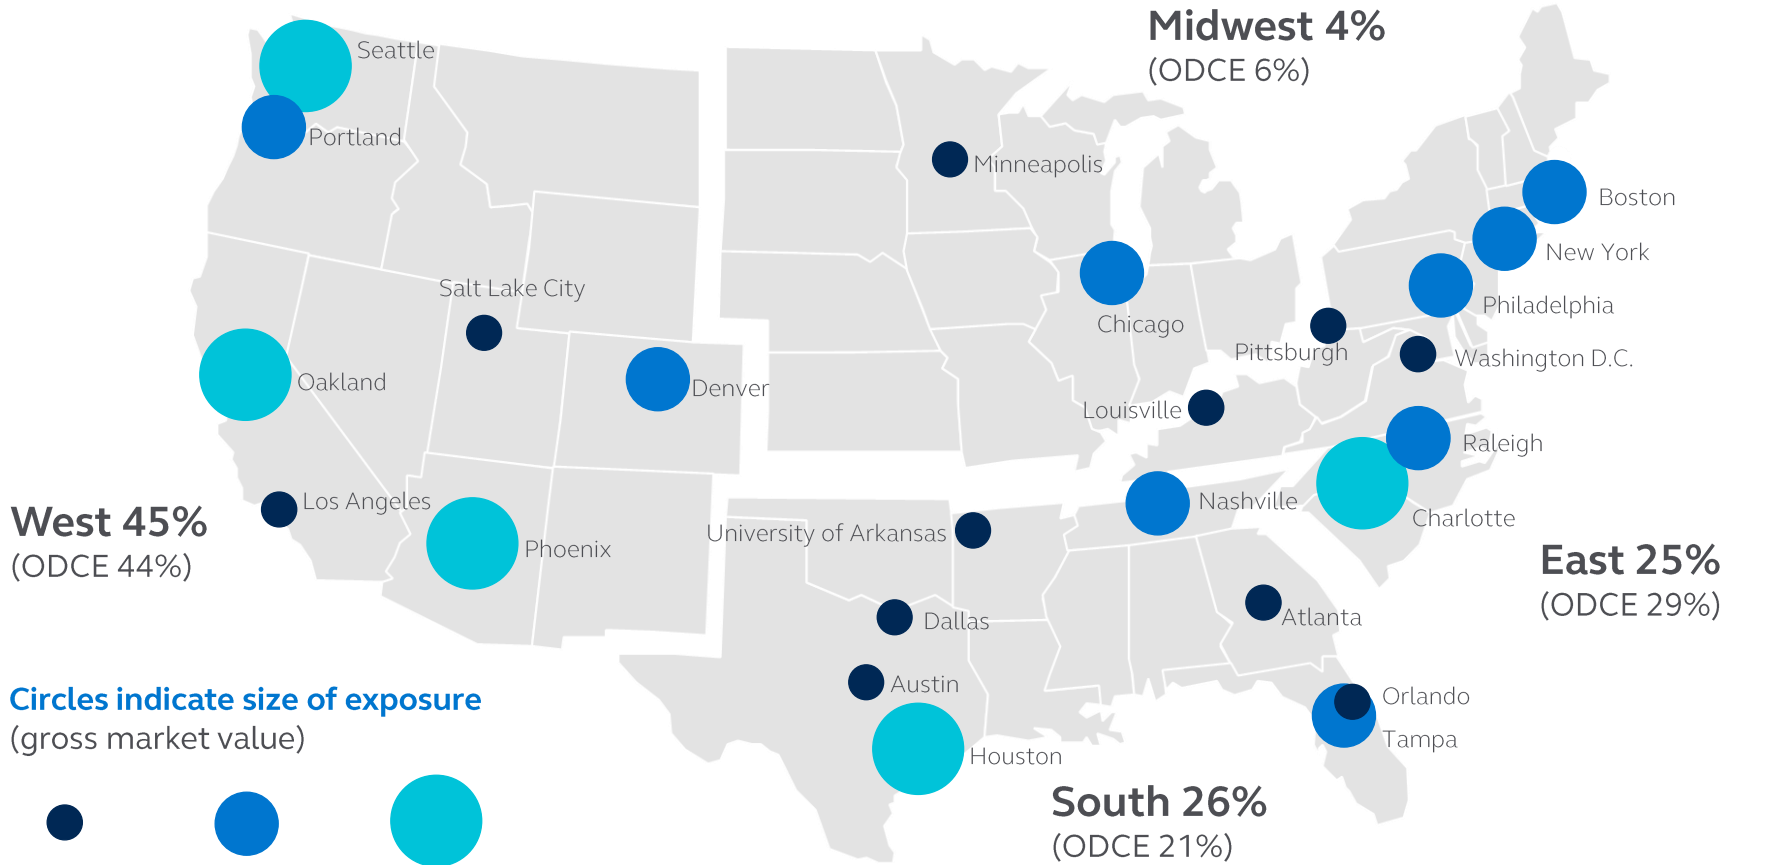 Midwest 4%
(ODCE 6%)
Seattle
Portland
Minneapolis
Boston
New York
Salt Lake City
Philadelphia
Chicago
Pittsburgh
Washington D.C.
Oakland
Denver
Louisville
Raleigh
Los Angeles
Nashville
West 45%
(ODCE 44%)
Charlotte
University of Arkansas
Phoenix
East 25%
(ODCE 29%)
Dallas
Atlanta
Austin
Orlando
Circles indicate size of exposure
(gross market value)
Tampa
Houston
South 26%
(ODCE 21%)